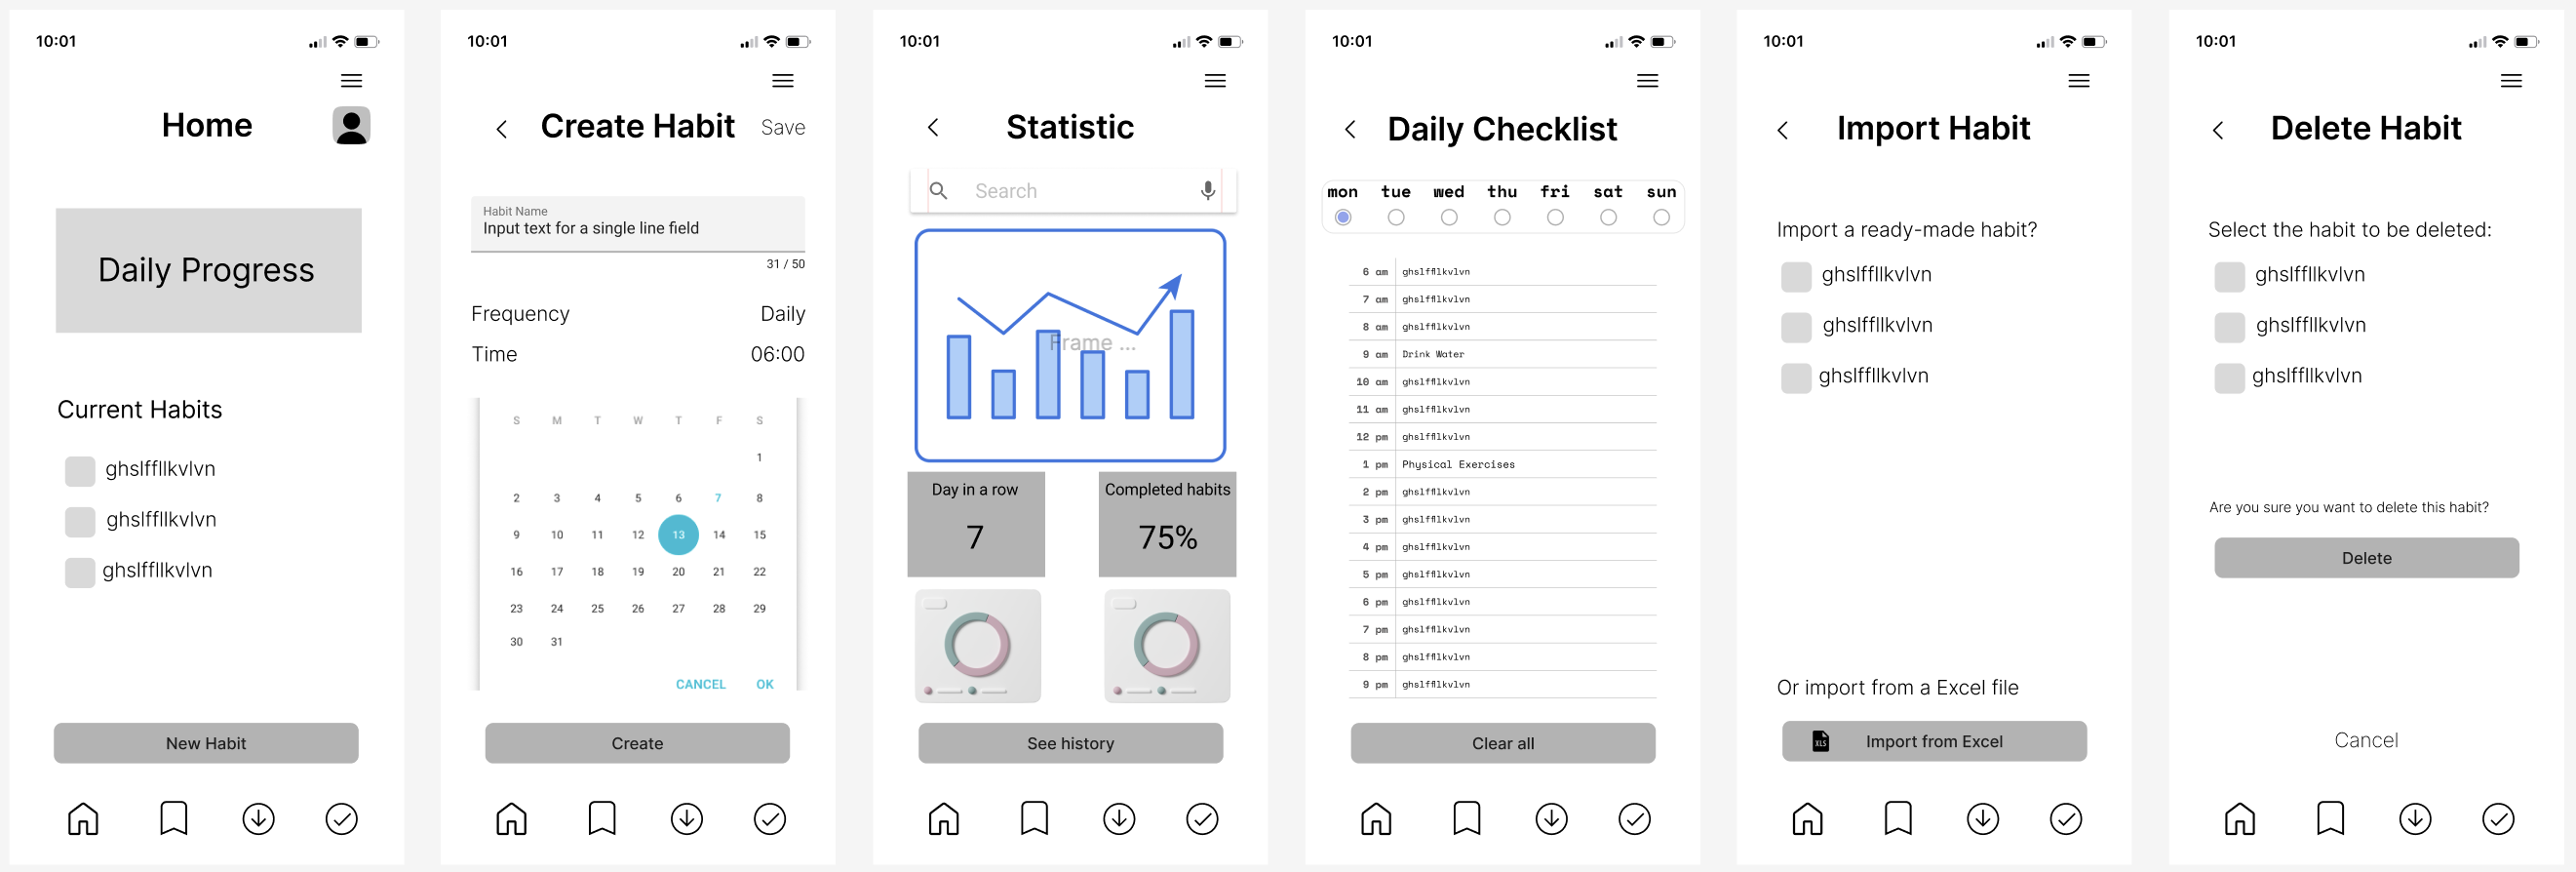 10:01
Home
Daily Progress
Current Habits
ghslffllkvlvn
ghslffllkvlvn
ghslffllkvlvn
New Habit
10:01
Create Habit Save
Habit Name
Input text for a single line field
31 / 50
Frequency Daily
Time 06:00
S M T W T F S
1
2 3 4 5 6 7 8
9 10 11 12 13 14 15
16 17 18 19 20 21 22
23 24 25 26 27 28 29
30 31
CANCEL OK
Create
10:01
Statistic
Search
Frame ...
Day in a row
7
Completed habits
75%
See history
10:01
Daily Checklist
mon tue wed thu fri sat sun
6 am ghslffllkvlvn
7 am ghslffllkvlvn
8 am ghslffllkvlvn
9 am Drink Water
10 am ghslffllkvlvn
11 am ghslffllkvlvn
12 pm ghslffllkvlvn
1 pm Physical Exercises
2 pm ghslffllkvlvn
3 pm ghslffllkvlvn
4 pm ghslffllkvlvn
5 pm ghslffllkvlvn
6 pm ghslffllkvlvn
7 pm ghslffllkvlvn
8 pm ghslffllkvlvn
9 pm ghslffllkvlvn
Clear all
10:01
Import Habit
Import a ready-made habit?
ghslffllkvlvn
ghslffllkvlvn
ghslffllkvlvn
Or import from a Excel file
XLS Import from Excel
10:01
Delete Habit
Select the habit to be deleted:
ghslffllkvlvn
ghslffllkvlvn
ghslffllkvlvn
Are you sure you want to delete this habit?
Delete
Cancel